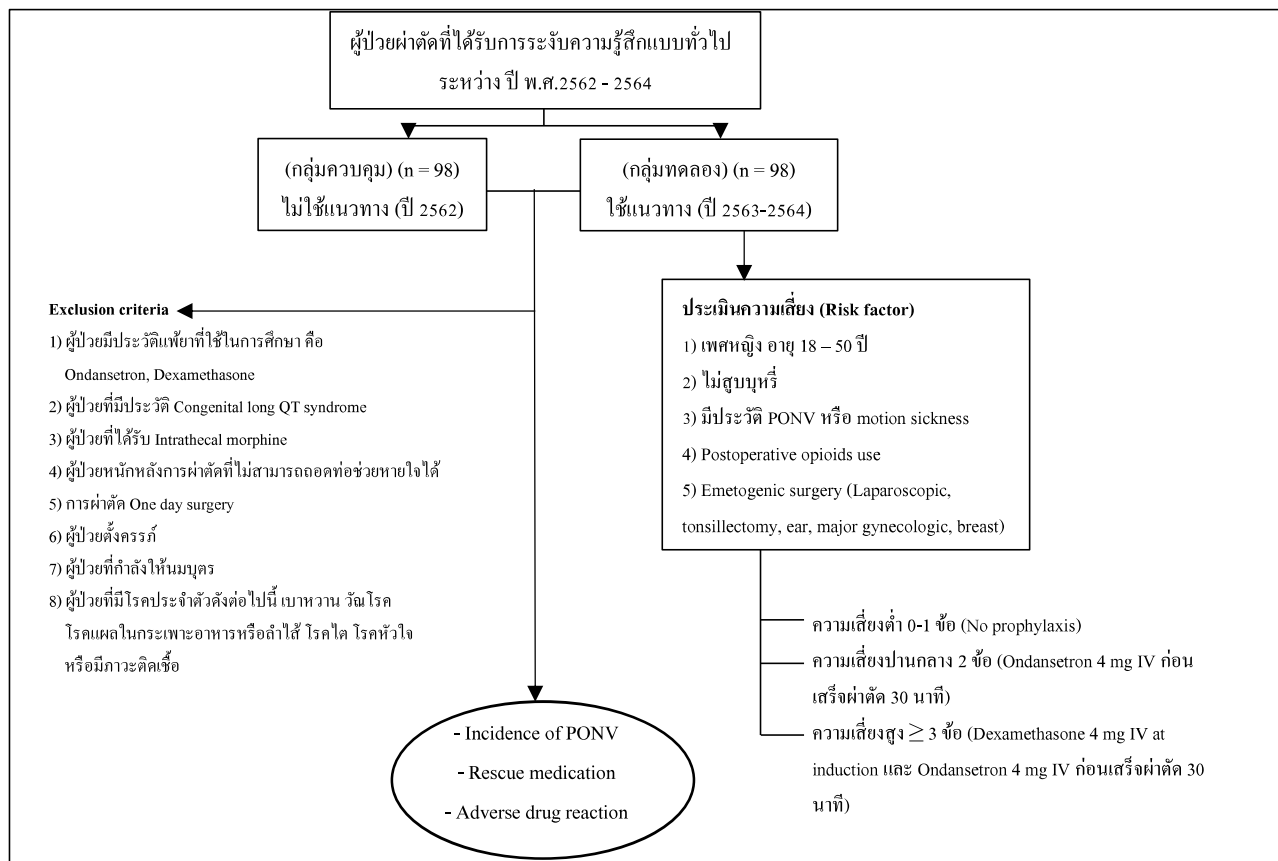 ผู้ป่วยผ่าตัดที่ได้รับการระงับความรู้สึกแบบทั่วไป
ระหว่าง ปี พ.ศ.2562 - 2564
(กลุ่มควบคุม) (n = 98)
ไม่ใช้แนวทาง (ปี 2562)
(กลุ่มทดลอง) (n = 98)
ใช้แนวทาง (ปี 2563-2564)
Exclusion criteria
1) ผู้ป่วยมีประวัติแพ้ยาที่ใช้ในการศึกษา คือ
Ondansetron, Dexamethasone
2) ผู้ป่วยที่มีประวัติ Congenital long QT syndrome
3) ผู้ป่วยที่ได้รับ Intrathecal morphine
4) ผู้ป่วยหนักหลังการผ่าตัดที่ไม่สามารถถอดท่อช่วยหายใจได้
5) การผ่าตัด One day surgery
6) ผู้ป่วยตั้งครรภ์
7) ผู้ป่วยที่กำลังให้นมบุตร
8) ผู้ป่วยที่มีโรคประจำตัวดังต่อไปนี้ เบาหวาน วัณโรค
โรคแผลในกระเพาะอาหารหรือลำไส้ โรคไต โรคหัวใจ
หรือมีภาวะติดเชื้อ
ประเมินความเสี่ยง (Risk factor)
1) เพศหญิง อายุ 18 – 50 ปี
2) ไม่สูบบุหรี่
3) มีประวัติ PONV หรือ motion sickness
4) Postoperative opioids use
5) Emetogenic surgery (Laparoscopic,
tonsillectomy, ear, major gynecologic, breast)
ความเสี่ยงต่ำ 0-1 ข้อ (No prophylaxis)
ความเสี่ยงปานกลาง 2 ข้อ (Ondansetron 4 mg IV ก่อน
เสร็จผ่าตัด 30 นาที)
ความเสี่ยงสูง ≥ 3 ข้อ (Dexamethasone 4 mg IV at
induction และ Ondansetron 4 mg IV ก่อนเสร็จผ่าตัด 30
นาที)
- Incidence of PONV
- Rescue medication
- Adverse drug reaction